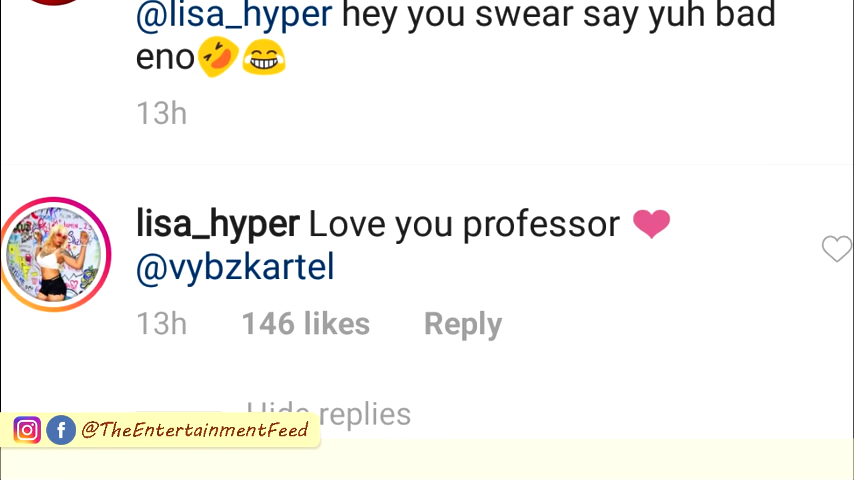 @lisa_hyper hey you swear say yuh bad
eno🤣😂
13h
lisa_hyper Love you professor ❤
@vybzkartel
13h 146 likes Reply
Hide replies
@TheEntertainmentFeed